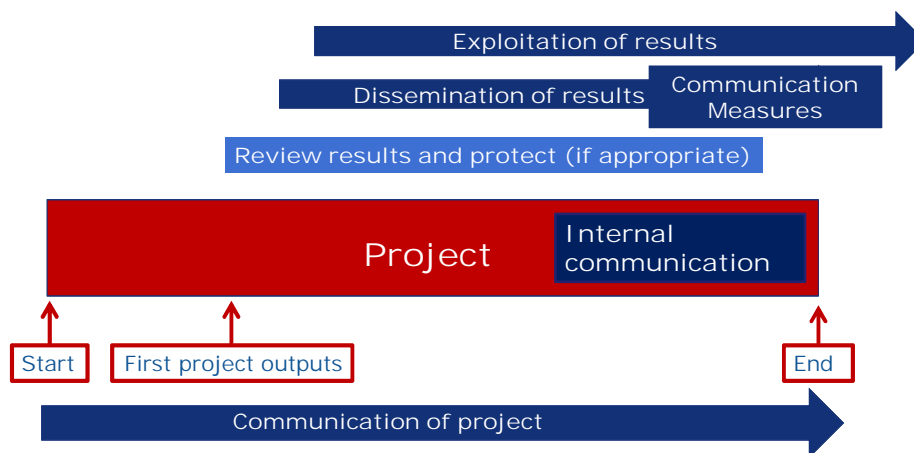 Exploitation of results
Dissemination of results
Communication
Measures
Review results and protect (if appropriate)
Project
Internal
communication
Start
First project outputs
End
Communication of project